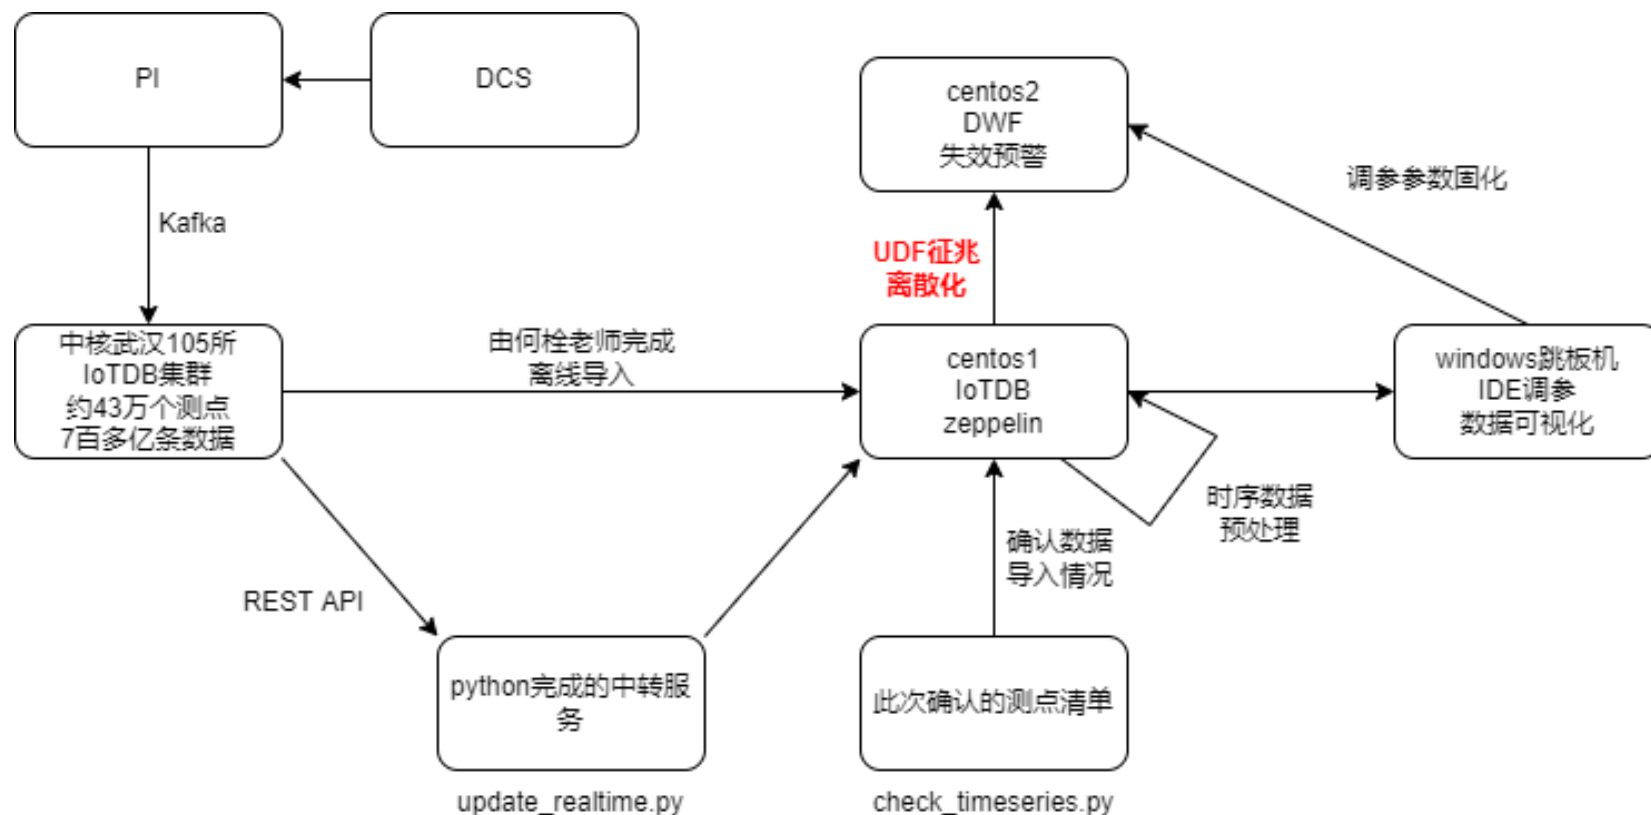 PI
DCS
centos2
DWF
失效预警
调参参数固化
Kafka
UDF征兆
离散化
中核武汉105所
IoTDB集群
约43万个测点
7百多亿条数据
由何栓老师完成
离线导入
centos1
IoTDB
zeppelin
windows跳板机
IDE调参
数据可视化
时序数据
预处理
确认数据
导入情况
REST API
python完成的中转服
务
此次确认的测点清单
update_realtime.py
check_timeseries.py